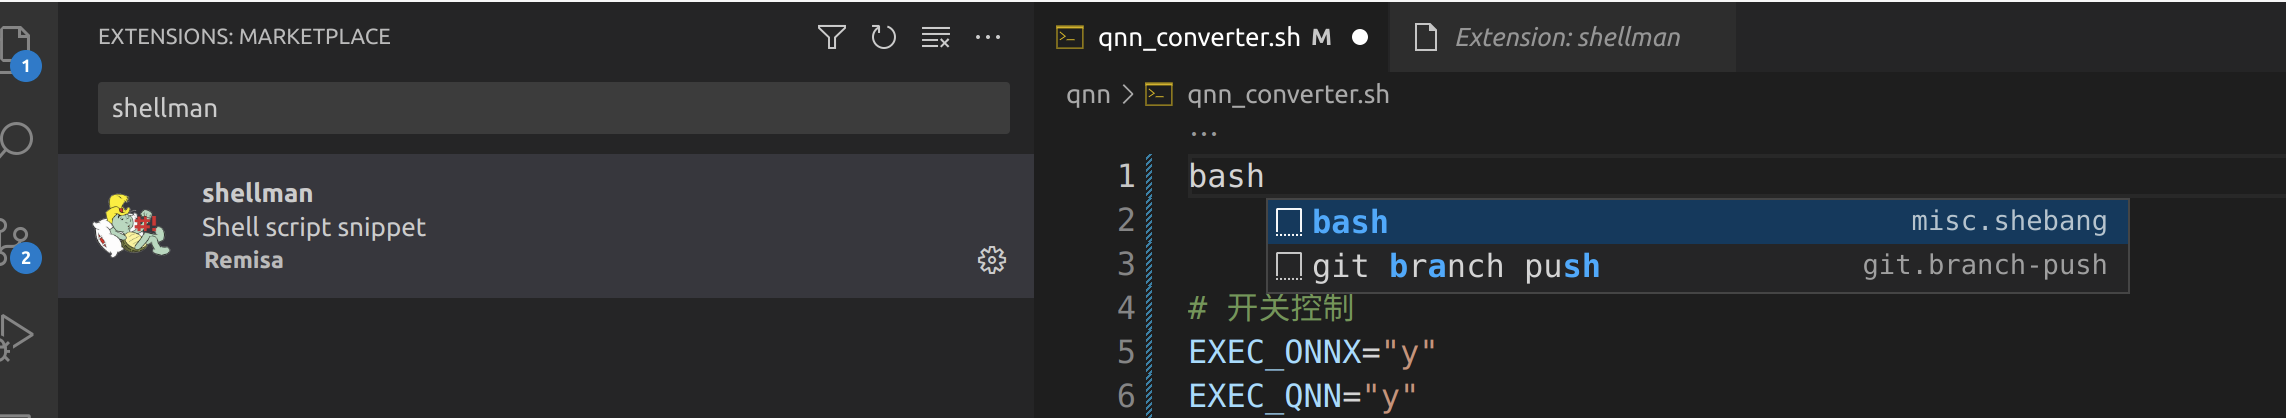 EXTENSIONS: MARKETPLACE
shellman
shellman
Shell script snippet
Remisa
1
2
qnn_converter.sh M
Extension: shellman
qnn > qnn_converter.sh
...
1 bash
bash misc.shebang
2
git branch push git.branch-push
3
4 # 开关控制
5 EXEC_ONNX="y"
6 EXEC_QNN="y"